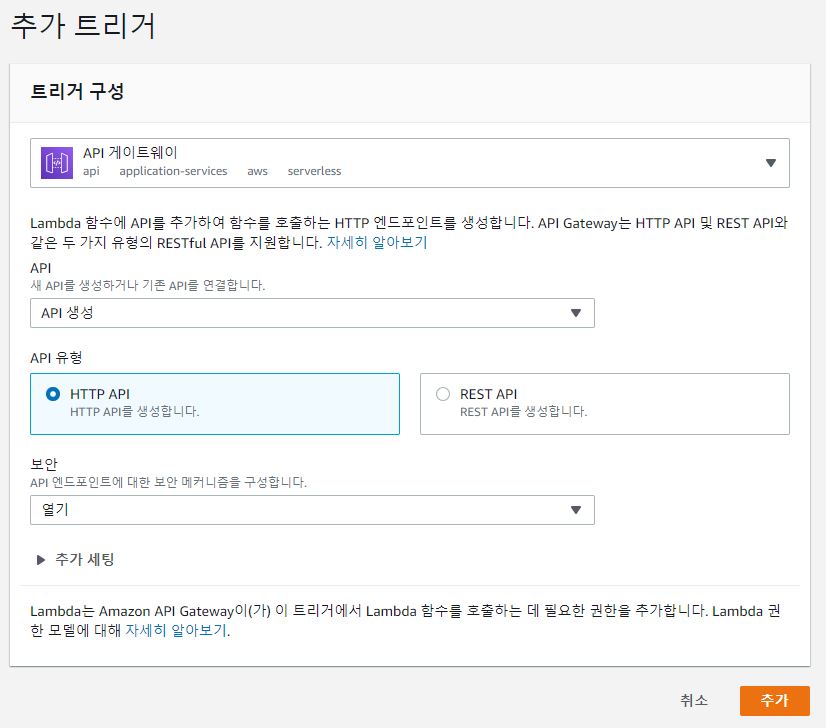 추가 트리거
트리거 구성
API 게이트웨이
api application-services aws serverless
Lambda 함수에 API를 추가하여 함수를 호출하는 HTTP 엔드포인트를 생성합니다. API Gateway는 HTTP API 및 REST API와
같은 두 가지 유형의 RESTful API를 지원합니다. 자세히 알아보기
API
새 API를 생성하거나 기존 API를 연결합니다.
API 생성
API 유형
HTTP API
HTTP API를 생성합니다.
REST API
REST API를 생성합니다.
보안
API 엔드포인트에 대한 보안 메커니즘을 구성합니다.
열기
추가 세팅
Lambda는 Amazon API Gateway이(가) 이 트리거에서 Lambda 함수를 호출하는 데 필요한 권한을 추가합니다. Lambda 권
한 모델에 대해 자세히 알아보기.
취소
추가